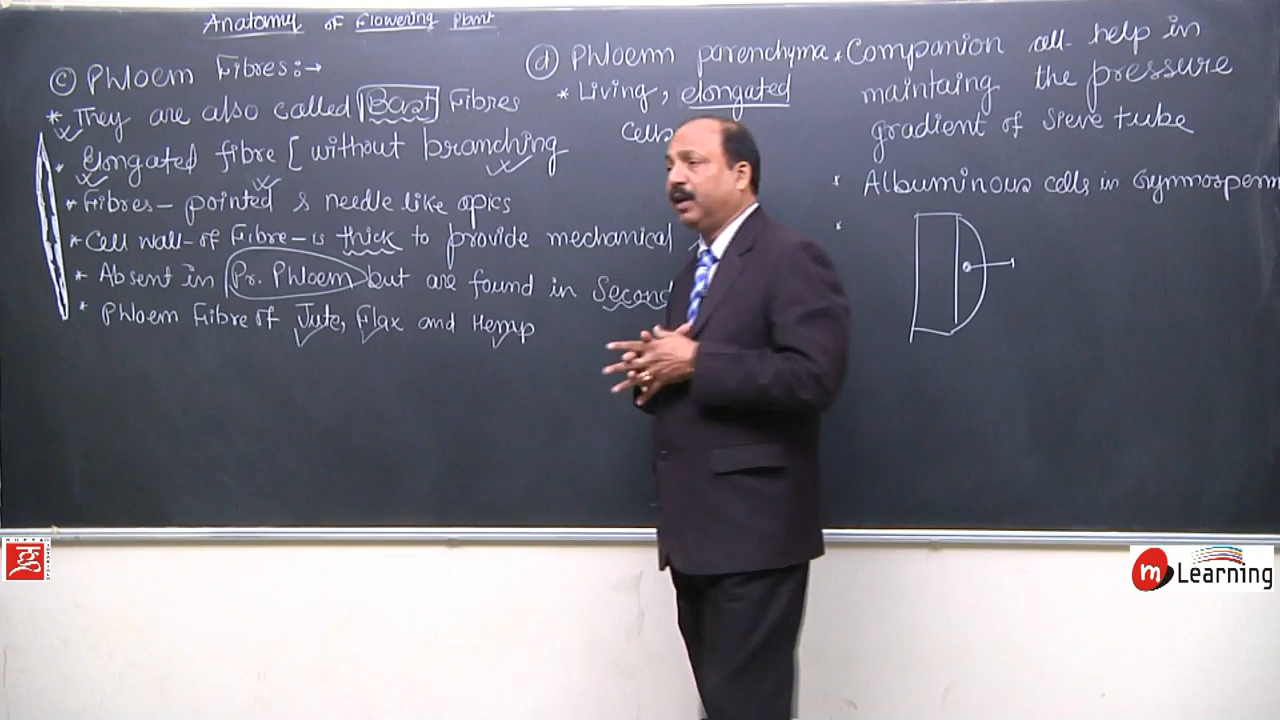 Anatomy of Flowering Plant
(c) Phloem Fibres:→
* They are also called Bast Fibres
* Elongated fibre [without branching
* Fibres – pointed & needle like apics
* Cell wall of Fibre – is thick to provide mechanical
* Absent in Pr. Phloem but are found in Second
* Phloem Fibre of Jute, Flax and Hemp
(d) Phloem parenchyma
* Living, elongated
cells
* Companion cell help in
maintaing the pressure
gradient of Sieve tube
* Albuminous cells in Gymnosperm
*
m Learning